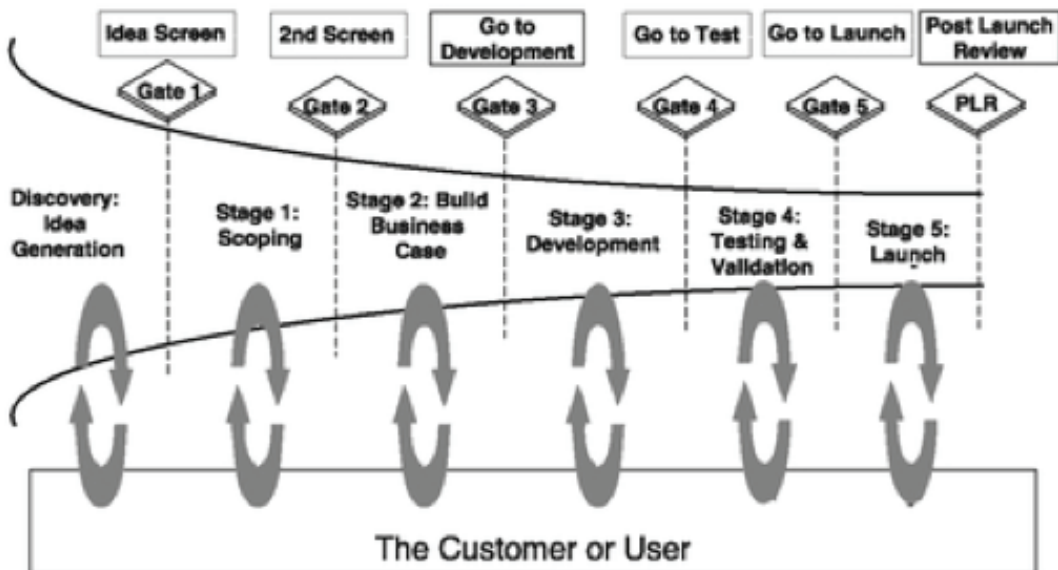 Idea Screen
2nd Screen
Go to
Development
Go to Test
Go to Launch
Post Launch
Review
Gate 1
Gate 2
Gate 3
Gate 4
Gate 5
PLR
Discovery:
Idea
Generation
Stage 1:
Scoping
Stage 2: Build
Business
Case
Stage 3:
Development
Stage 4:
Testing &
Validation
Stage 5:
Launch
The Customer or User